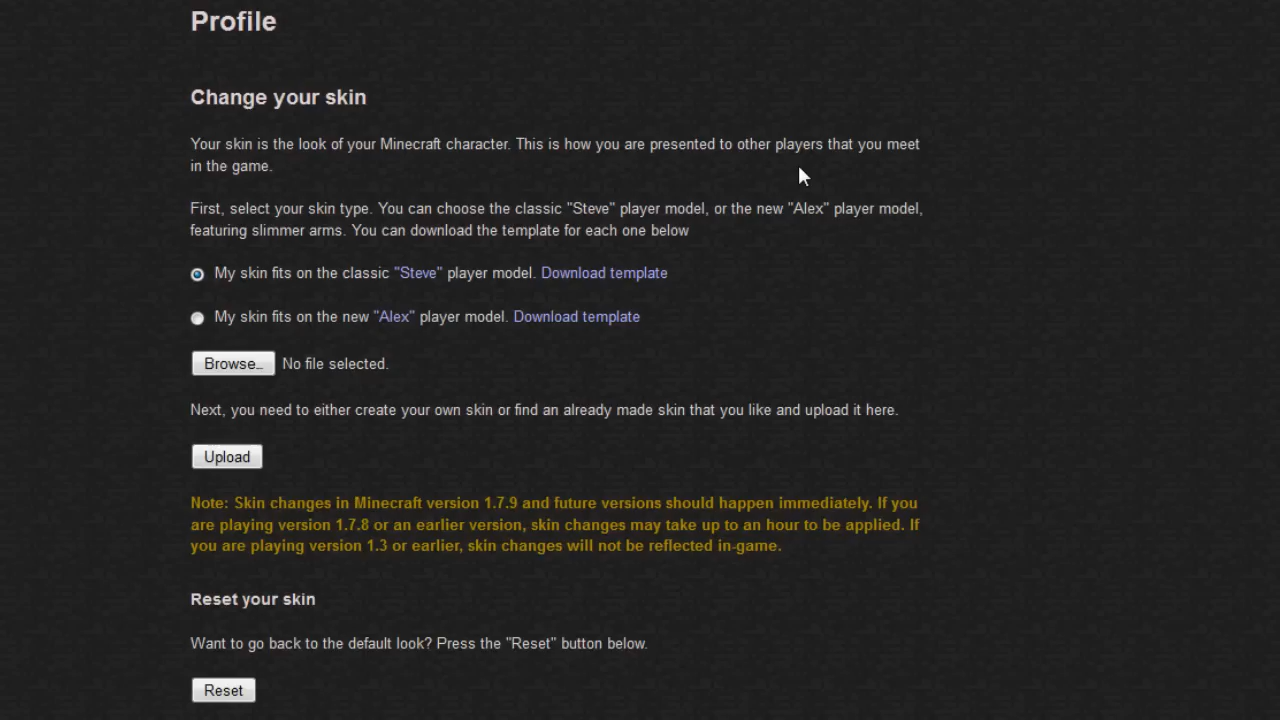 Profile
Change your skin
Your skin is the look of your Minecraft character. This is how you are presented to other players that you meet
in the game.
First, select your skin type. You can choose the classic "Steve" player model, or the new "Alex" player model,
featuring slimmer arms. You can download the template for each one below
My skin fits on the classic "Steve" player model. Download template
My skin fits on the new "Alex" player model. Download template
Browse... No file selected.
Next, you need to either create your own skin or find an already made skin that you like and upload it here.
Upload
Note: Skin changes in Minecraft version 1.7.9 and future versions should happen immediately. If you
are playing version 1.7.8 or an earlier version, skin changes may take up to an hour to be applied. If
you are playing version 1.3 or earlier, skin changes will not be reflected in-game.
Reset your skin
Want to go back to the default look? Press the "Reset" button below.
Reset